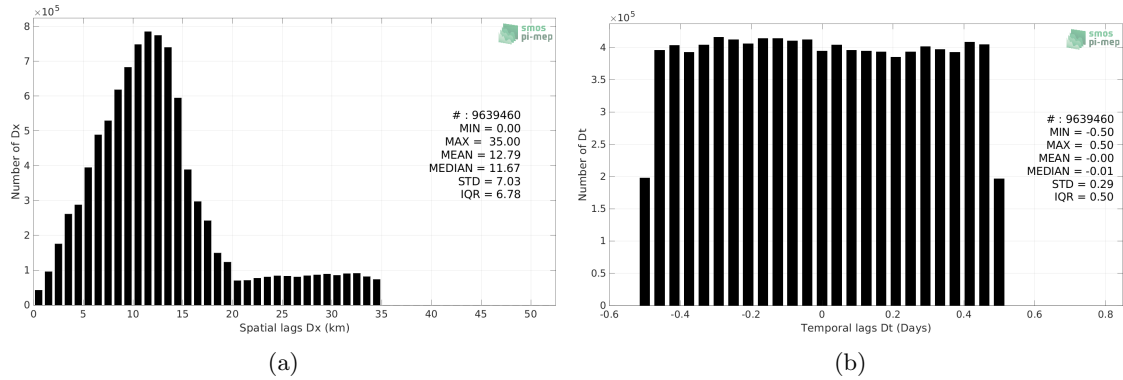 ×10⁵
8
7
6
5
4
3
2
1
0
Number of Dx
smos
pi-mep
# : 9639460
MIN = 0.00
MAX = 35.00
MEAN = 12.79
MEDIAN = 11.67
STD = 7.03
IQR = 6.78
0 5 10 15 20 25 30 35 40 45 50
Spatial lags Dx (km)
(a)
×10⁵
4
3.5
3
2.5
2
1.5
1
0.5
0
Number of Dt
smos
pi-mep
# : 9639460
MIN = -0.50
MAX = 0.50
MEAN = -0.00
MEDIAN = -0.01
STD = 0.29
IQR = 0.50
-0.6 -0.4 -0.2 0 0.2 0.4 0.6 0.8
Temporal lags Dt (Days)
(b)